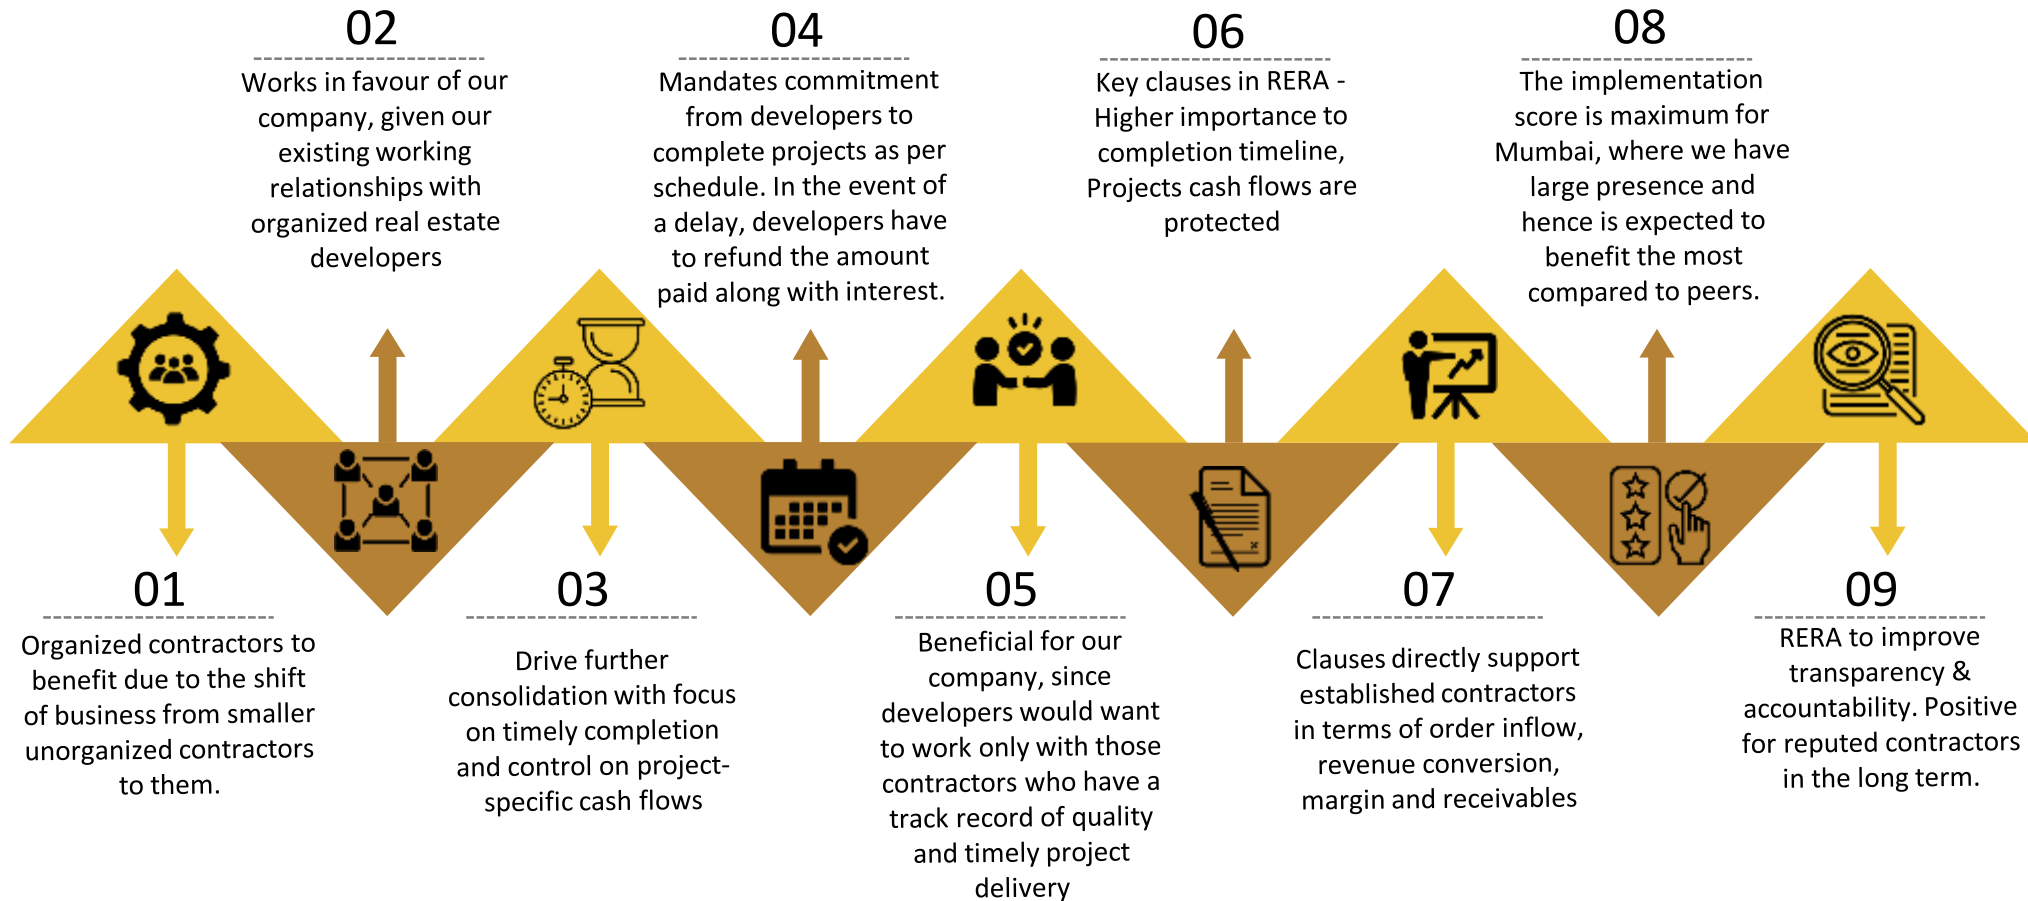 01
Organized contractors to
benefit due to the shift
of business from smaller
unorganized contractors
to them.
02
Works in favour of our
company, given our
existing working
relationships with
organized real estate
developers
03
Drive further
consolidation with focus
on timely completion
and control on project-
specific cash flows
04
Mandates commitment
from developers to
complete projects as per
schedule. In the event of
a delay, developers have
to refund the amount
paid along with interest.
05
Beneficial for our
company, since
developers would want
to work only with those
contractors who have a
track record of quality
and timely project
delivery
06
Key clauses in RERA -
Higher importance to
completion timeline,
Projects cash flows are
protected
07
Clauses directly support
established contractors
in terms of order inflow,
revenue conversion,
margin and receivables
08
The implementation
score is maximum for
Mumbai, where we have
large presence and
hence is expected to
benefit the most
compared to peers.
09
RERA to improve
transparency &
accountability. Positive
for reputed contractors
in the long term.